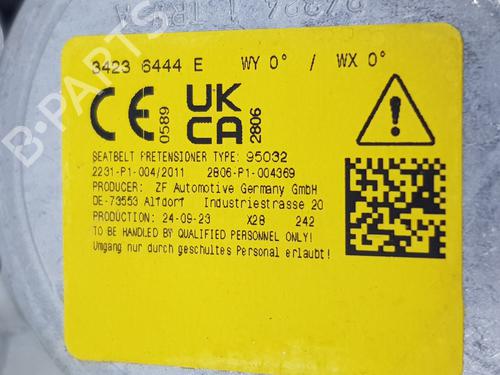 3423 6444 E WY 0° / WX 0°
CE 0589 UK CA 2806
SEATBELT PRETENSIONER TYPE: 95032
2231-P1-004/2011 2806-P1-004369
PRODUCER: ZF Automotive Germany GmbH
DE-73553 Alfdorf Industriestrasse 20
PRODUCTION: 24-09-23 X28 242
TO BE HANDLED BY QUALIFIED PERSONNEL ONLY!
Umgang nur durch geschultes Personal erlaubt!
B-PARTS